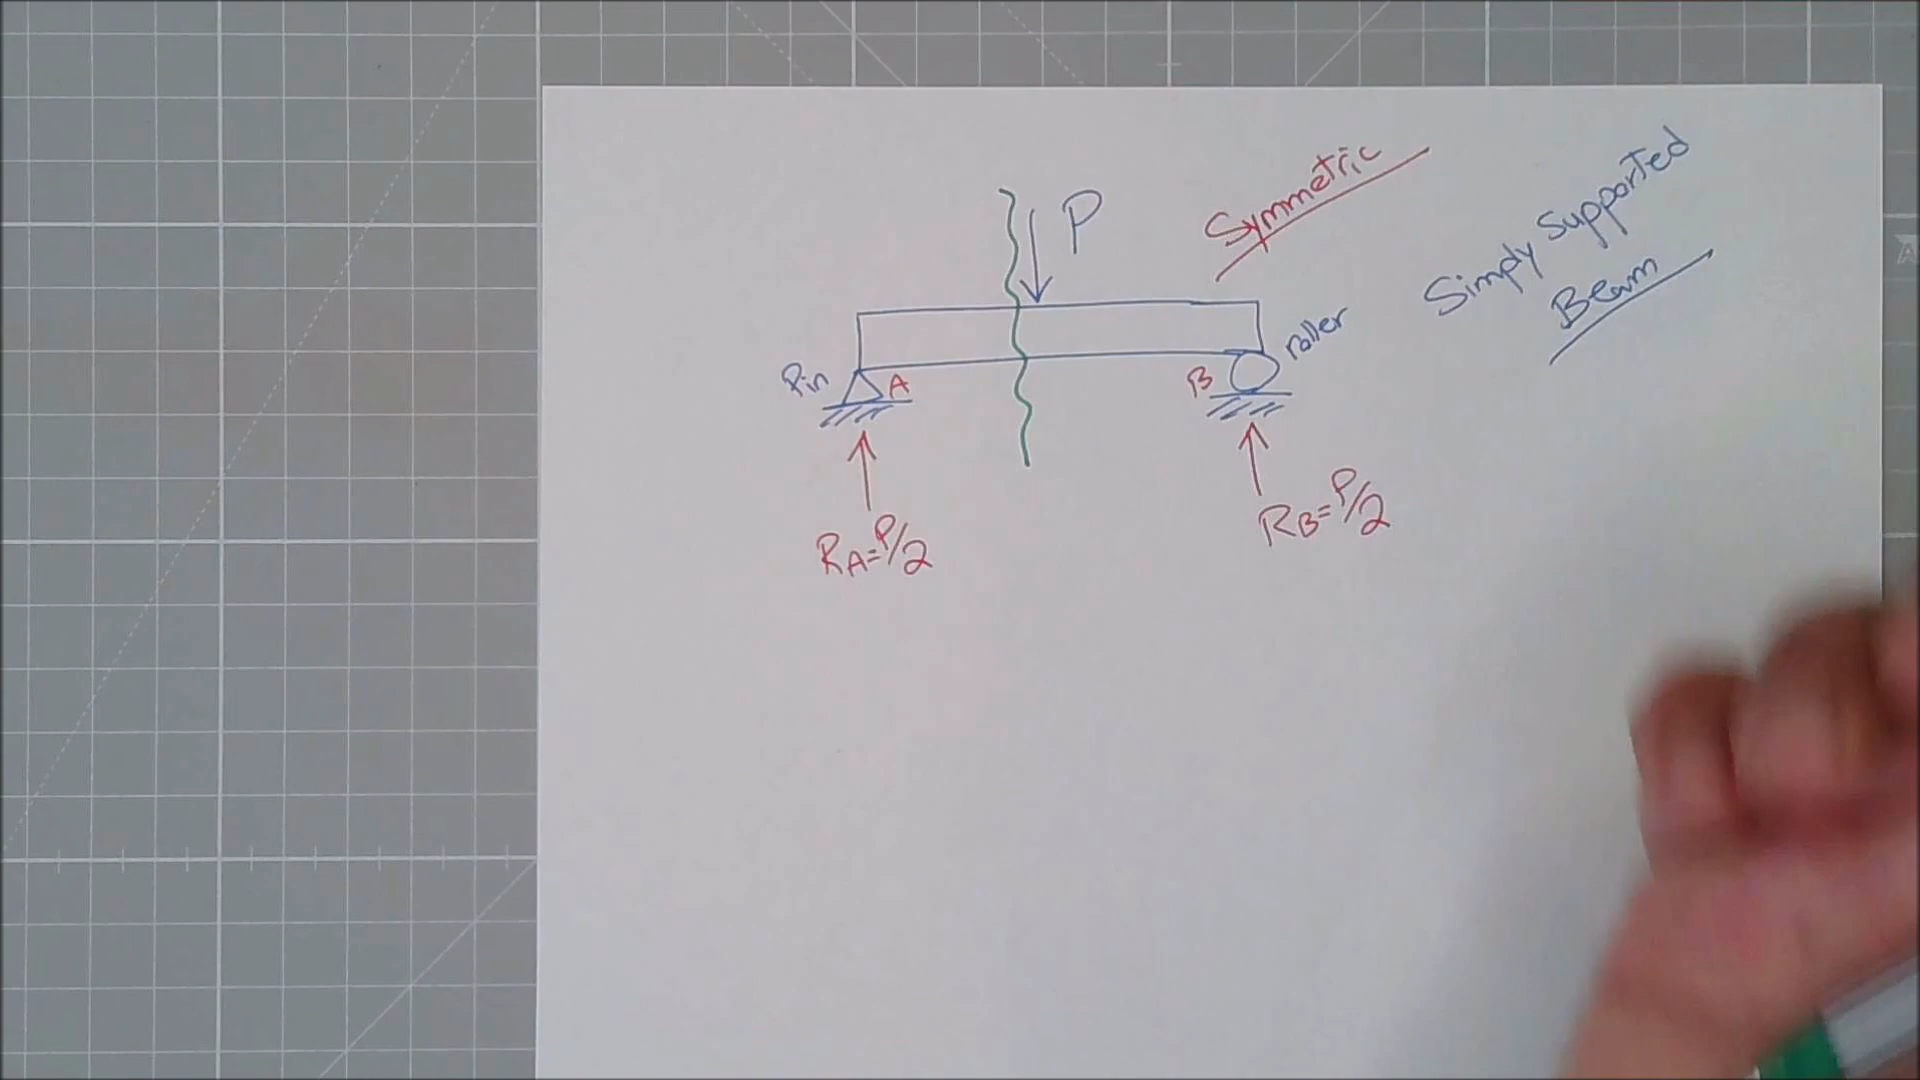 Symmetric
Simply Supported
Beam
P
Pin
A
B
roller
RA=P/2
RB=P/2